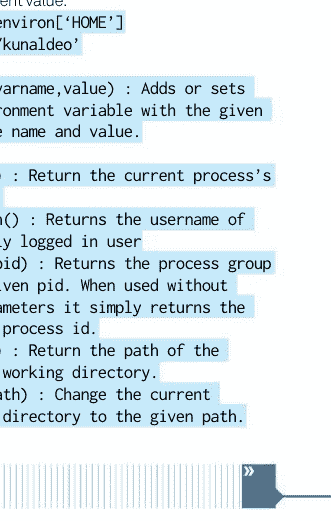 ent value.
environ[‘HOME’]
/kunaldeo’
varname,value) : Adds or sets
ronment variable with the given
e name and value.
) : Return the current process’s
n() : Returns the username of
ly logged in user
pid) : Returns the process group
iven pid. When used without
ameters it simply returns the
process id.
) : Return the path of the
working directory.
ath) : Change the current
directory to the given path.
»